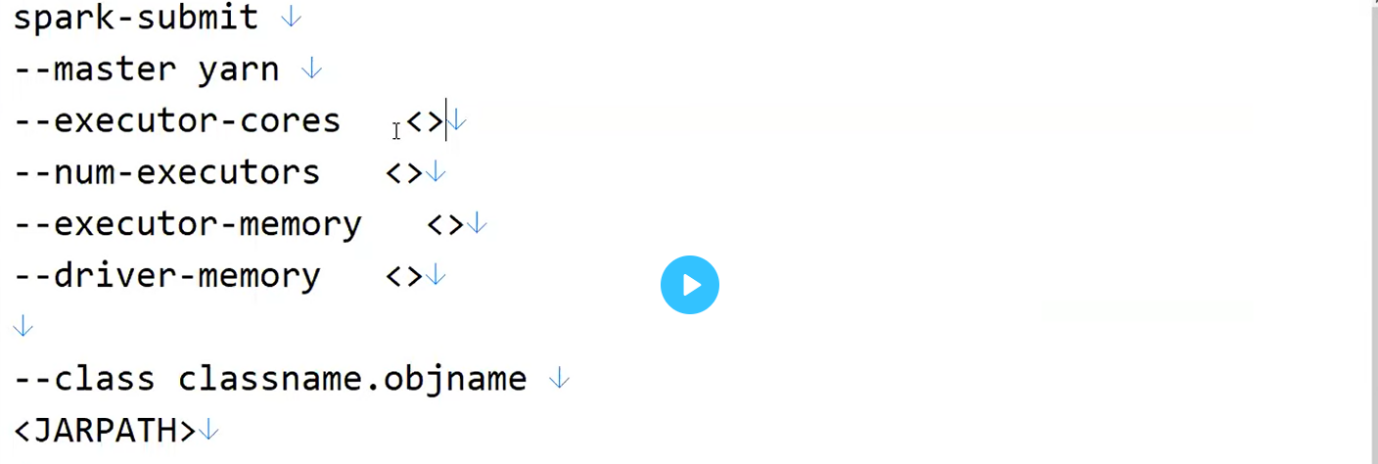 spark-submit ↓
--master yarn ↓
--executor-cores   <>↓
--num-executors   <>↓
--executor-memory   <>↓
--driver-memory   <>↓
↓
--class classname.objname ↓
<JARPATH>↓